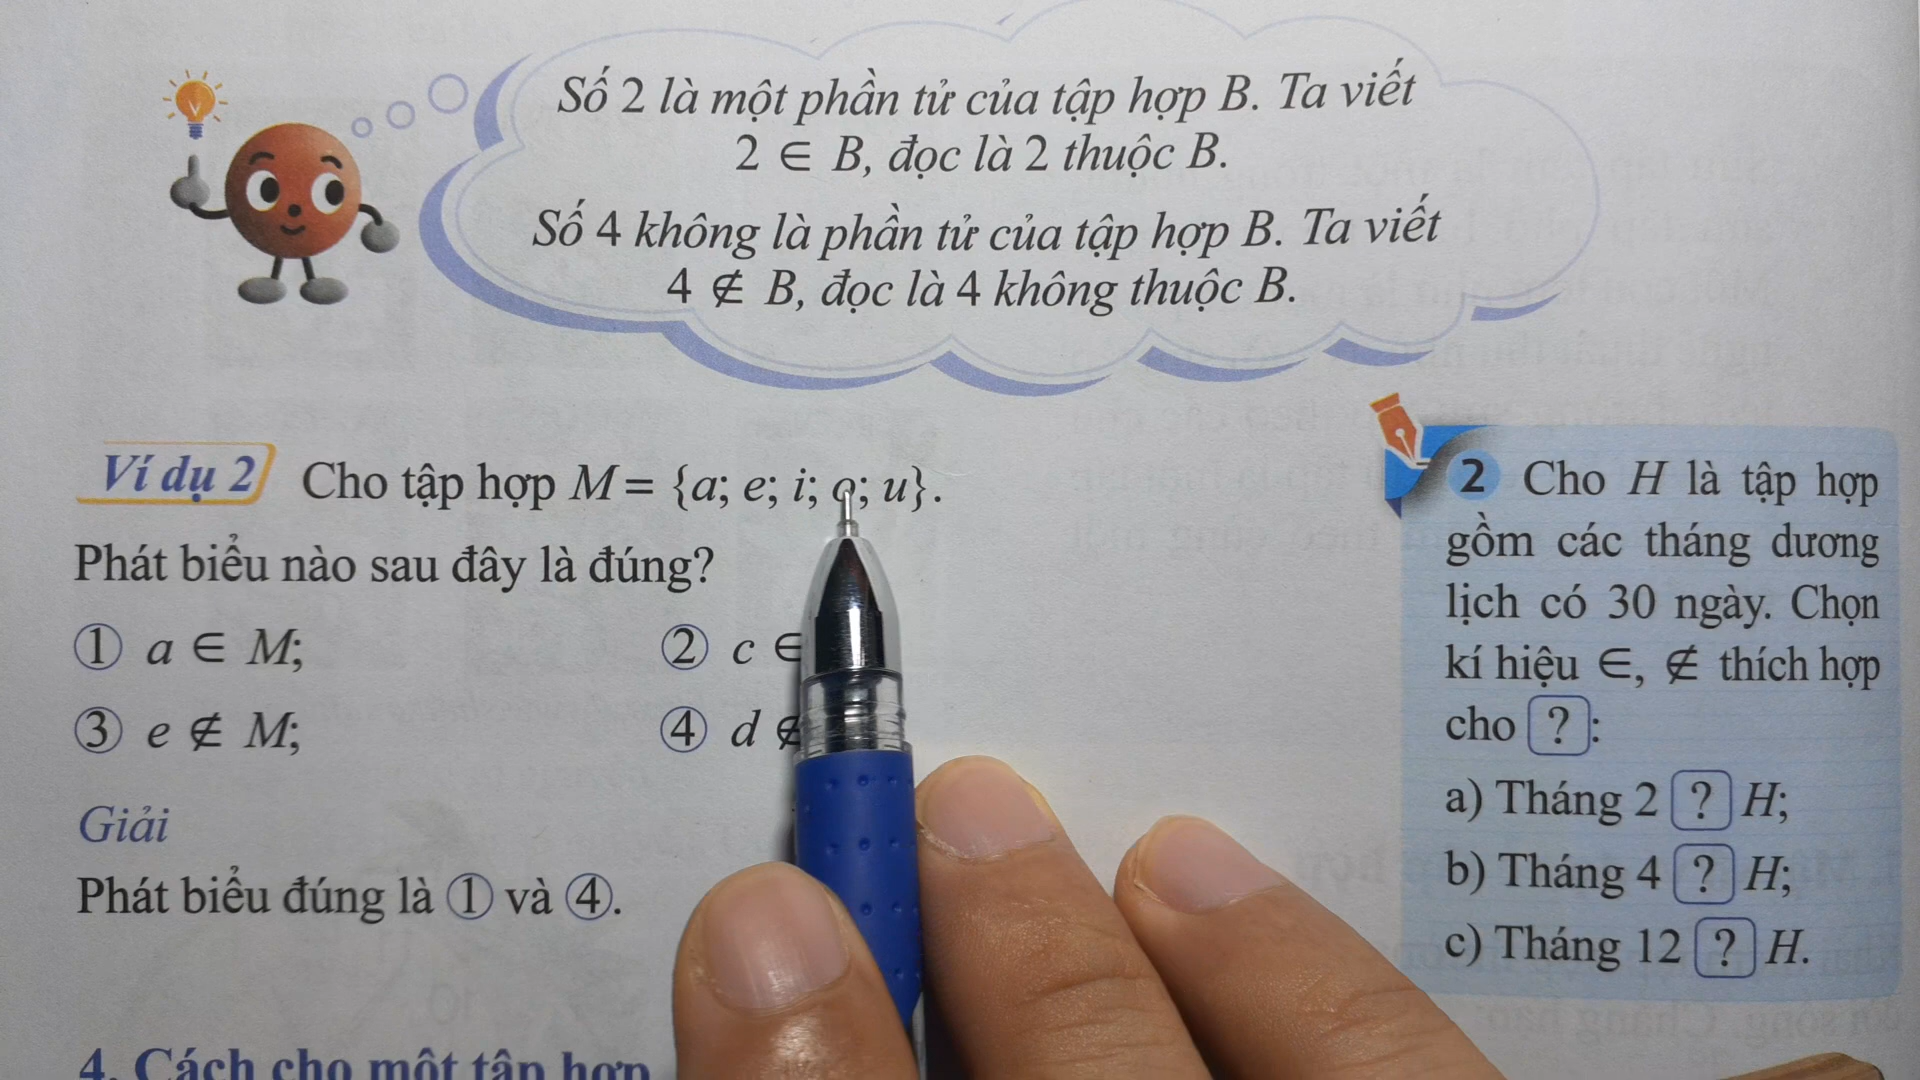 Số 2 là một phần tử của tập hợp B. Ta viết
2 ∈ B, đọc là 2 thuộc B.
Số 4 không là phần tử của tập hợp B. Ta viết
4 ∉ B, đọc là 4 không thuộc B.
Ví dụ 2 Cho tập hợp M = {a; e; i; o; u}.
Phát biểu nào sau đây là đúng?
① a ∈ M;
② c ∈
③ e ∉ M;
④ d ∉
Giải
Phát biểu đúng là ① và ④.
4. Cách cho một tập hợp
2 Cho H là tập hợp
gồm các tháng dương
lịch có 30 ngày. Chọn
kí hiệu ∈, ∉ thích hợp
cho ? :
a) Tháng 2 ? H;
b) Tháng 4 ? H;
c) Tháng 12 ? H.